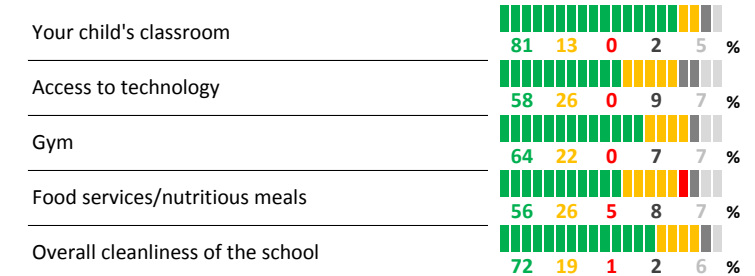 Your child's classroom
81 13 0 2 5 %
Access to technology
58 26 0 9 7 %
Gym
64 22 0 7 7 %
Food services/nutritious meals
56 26 5 8 7 %
Overall cleanliness of the school
72 19 1 2 6 %